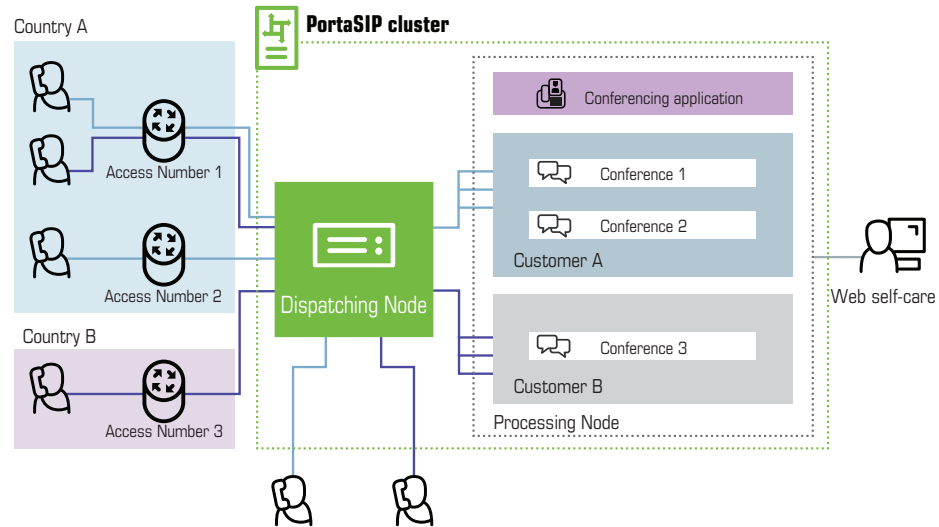 Country A
PortaSIP cluster
Conferencing application
Access Number 1
Conference 1
Conference 2
Customer A
Access Number 2
Dispatching Node
Web self-care
Country B
Conference 3
Customer B
Access Number 3
Processing Node